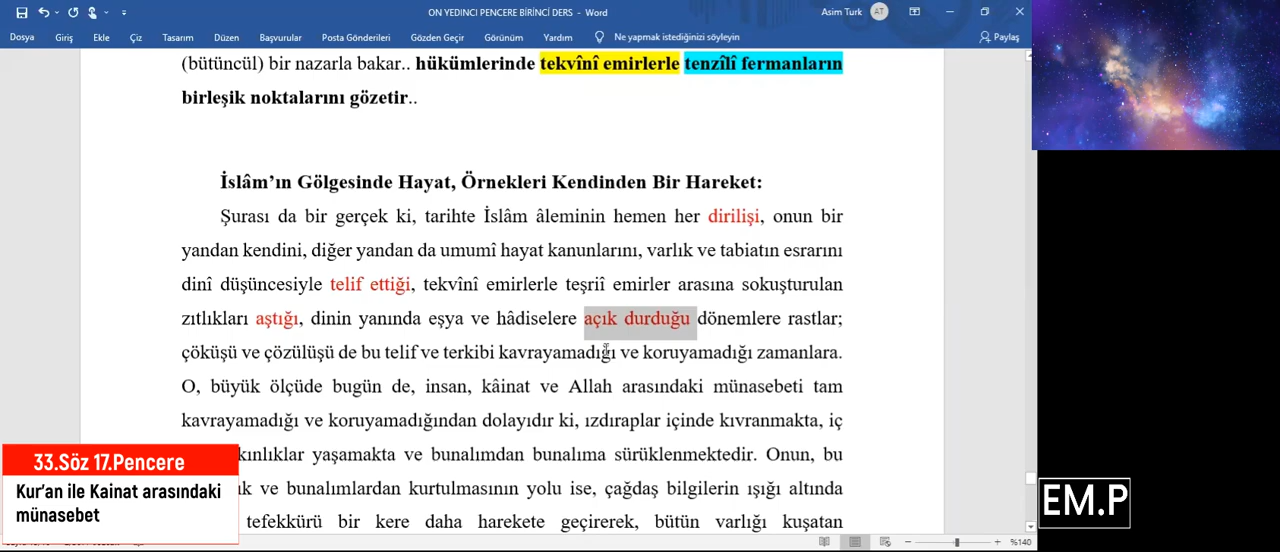 ON YEDINCI PENCERE BİRİNCİ DERS - Word
Asim Turk
AT
Dosya Giriş Ekle Çiz Tasarım Düzen Başvurular Posta Gönderileri Gözden Geçir Görünüm Yardım Ne yapmak istediğinizi söyleyin Paylaş
(bütüncül) bir nazarla bakar.. hükümlerinde tekvînî emirlerle tenzîlî fermanların
birleşik noktalarını gözetir..
İslâm’ın Gölgesinde Hayat, Örnekleri Kendinden Bir Hareket:
Şurası da bir gerçek ki, tarihte İslâm âleminin hemen her dirilişi, onun bir
yandan kendini, diğer yandan da umumî hayat kanunlarını, varlık ve tabiatın esrarını
dinî düşüncesiyle telif ettiği, tekvînî emirlerle teşriî emirler arasına sokuşturulan
zıtlıkları aştığı, dinin yanında eşya ve hâdiselere açık durduğu dönemlere rastlar;
çöküşü ve çözülüşü de bu telif ve terkibi kavrayamadığı ve koruyamadığı zamanlara.
O, büyük ölçüde bugün de, insan, kâinat ve Allah arasındaki münasebeti tam
kavrayamadığı ve koruyamadığından dolayıdır ki, ızdıraplar içinde kıvranmakta, iç
yaşamakta ve bunalımdan bunalıma sürüklenmektedir. Onun, bu
ve bunalımlardan kurtulmasının yolu ise, çağdaş bilgilerin ışığı altında
tefekkürü bir kere daha harekete geçirerek, bütün varlığı kuşatan
33.Söz 17.Pencere
Kur’an ile Kainat arasındaki
münasebet
EM.P
%140